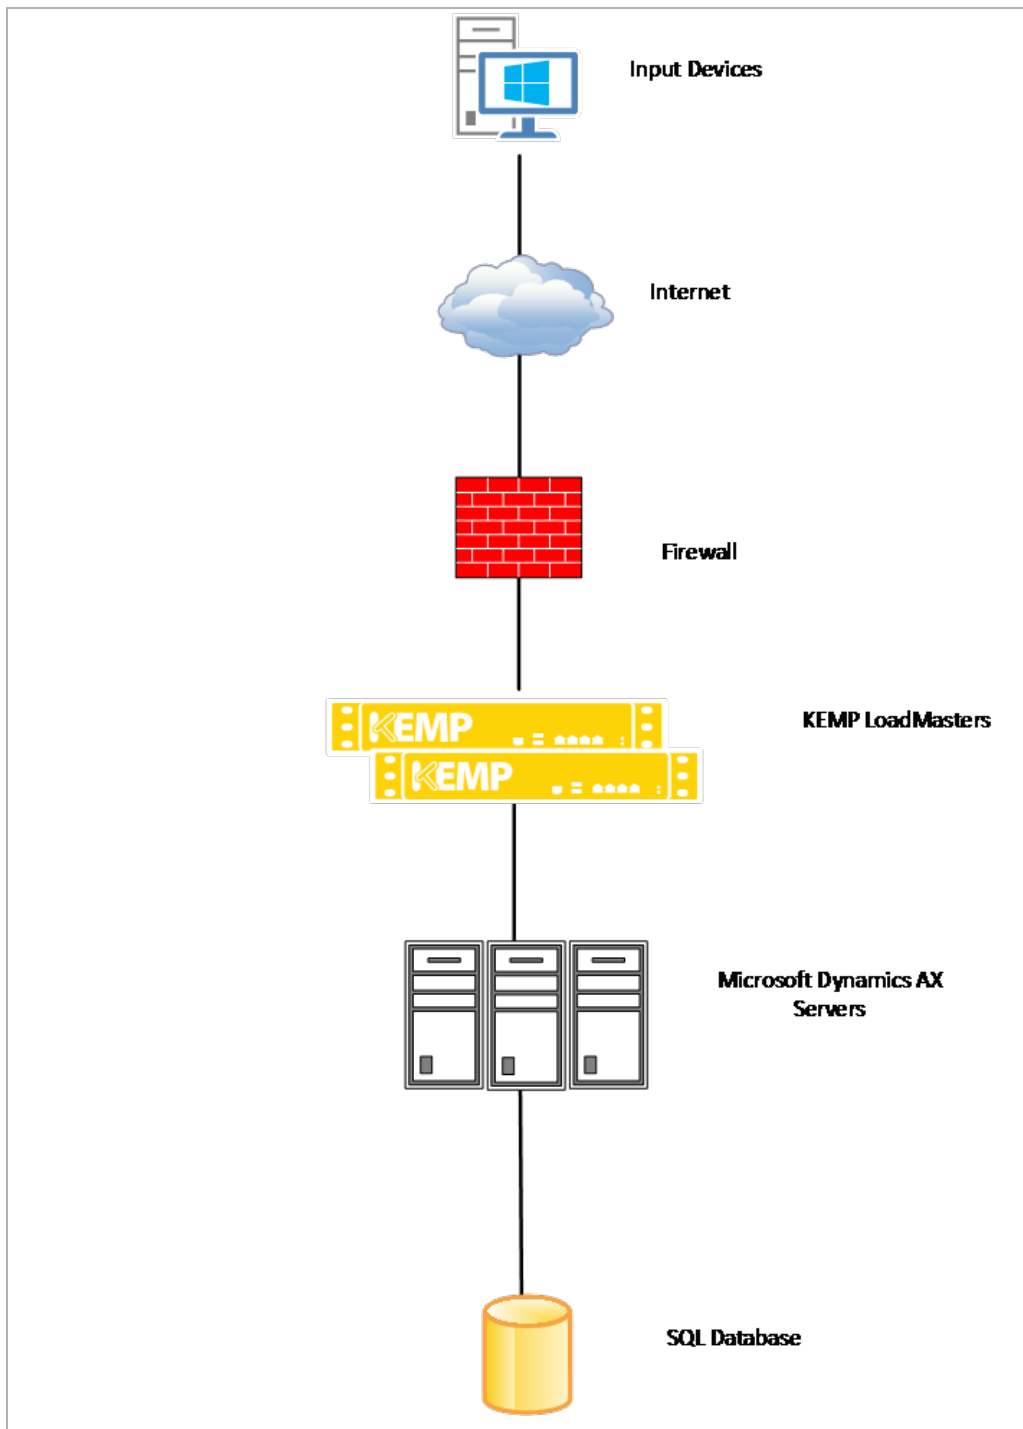 Input Devices
Internet
Firewall
KEMP
KEMP LoadMasters
KEMP
Microsoft Dynamics AX
Servers
SQL Database